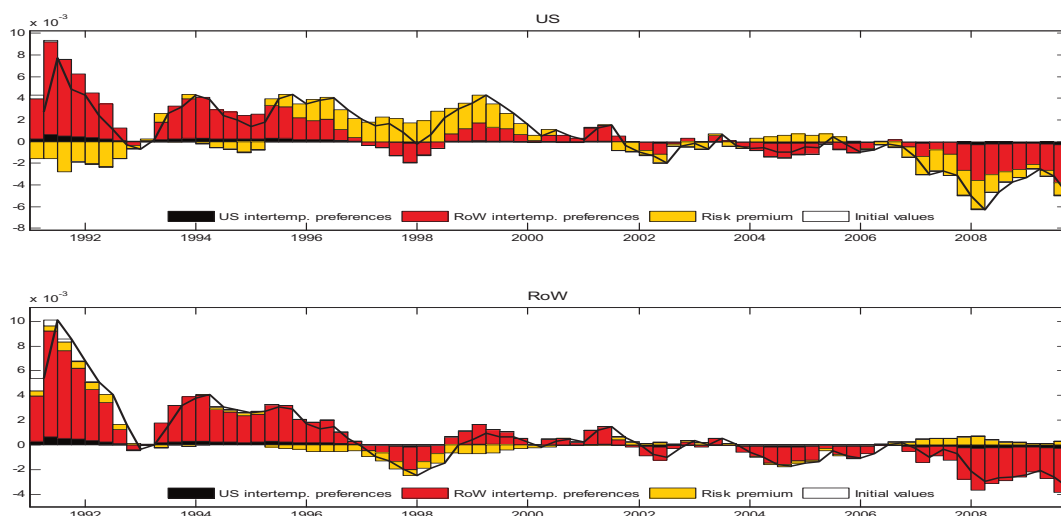 US
x 10^-3
10
8
6
4
2
0
-2
-4
-6
-8
US intertemp. preferences RoW intertemp. preferences Risk premium Initial values
1992 1994 1996 1998 2000 2002 2004 2006 2008
RoW
x 10^-3
10
8
6
4
2
0
-2
-4
US intertemp. preferences RoW intertemp. preferences Risk premium Initial values
1992 1994 1996 1998 2000 2002 2004 2006 2008